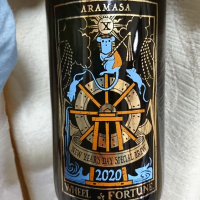 ARAMASA
X
NEW YEAR'S DAY SPECIAL BREW
2020
WHEEL of FORTUNE